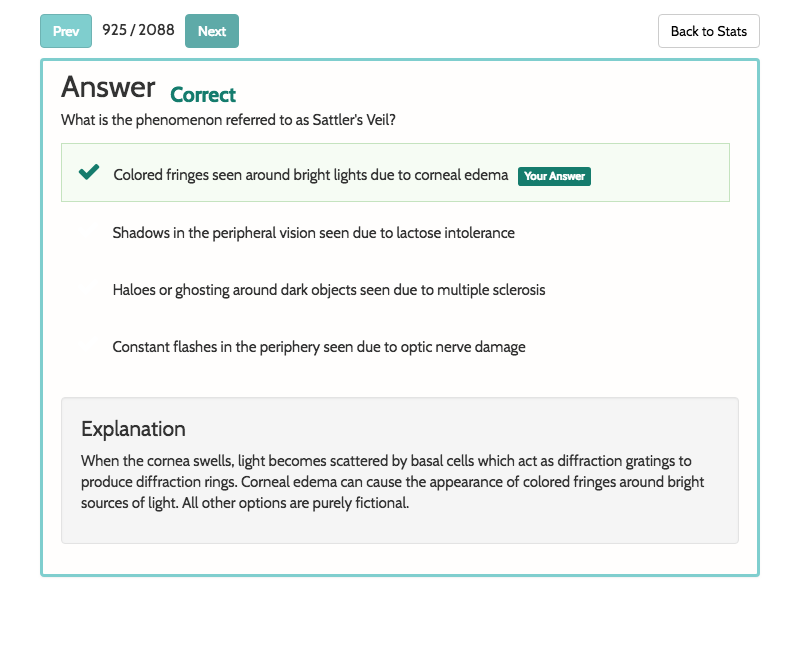 Prev 925 / 2088 Next Back to Stats
Answer Correct
What is the phenomenon referred to as Sattler's Veil?
Colored fringes seen around bright lights due to corneal edema Your Answer
Shadows in the peripheral vision seen due to lactose intolerance
Haloes or ghosting around dark objects seen due to multiple sclerosis
Constant flashes in the periphery seen due to optic nerve damage
Explanation
When the cornea swells, light becomes scattered by basal cells which act as diffraction gratings to
produce diffraction rings. Corneal edema can cause the appearance of colored fringes around bright
sources of light. All other options are purely fictional.